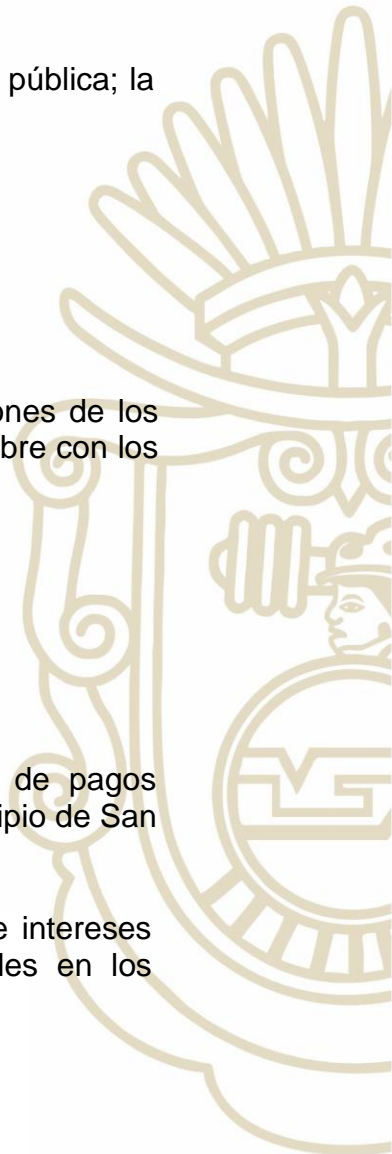 pública; la
ones de los
bre con los
de pagos
ipio de San
e intereses
les en los